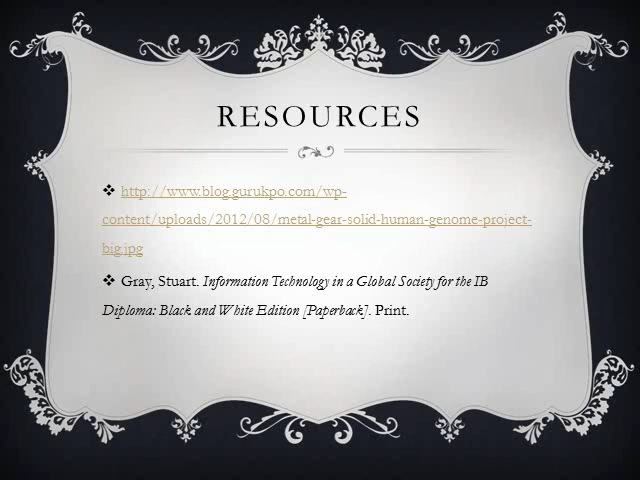 RESOURCES
❖ http://www.blog.gurukpo.com/wp-
content/uploads/2012/08/metal-gear-solid-human-genome-project-
big.jpg
❖ Gray, Stuart. Information Technology in a Global Society for the IB
Diploma: Black and White Edition [Paperback]. Print.